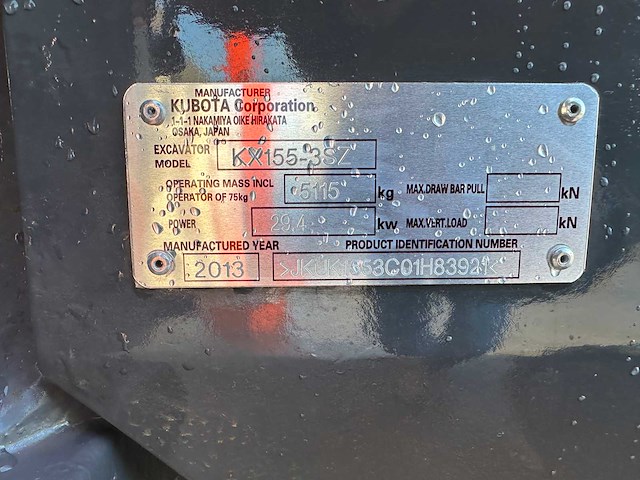 MANUFACTURER
KUBOTA Corporation
1-1-1 NAKAMIYA OIKE HIRAKATA
OSAKA, JAPAN
EXCAVATOR MODEL KX155-3SZ
OPERATING MASS INCL OPERATOR OF 75kg 5115 kg MAX.DRAW BAR PULL kN
POWER 29,4 kw MAX.VERT.LOAD kN
MANUFACTURED YEAR PRODUCT IDENTIFICATION NUMBER
2013